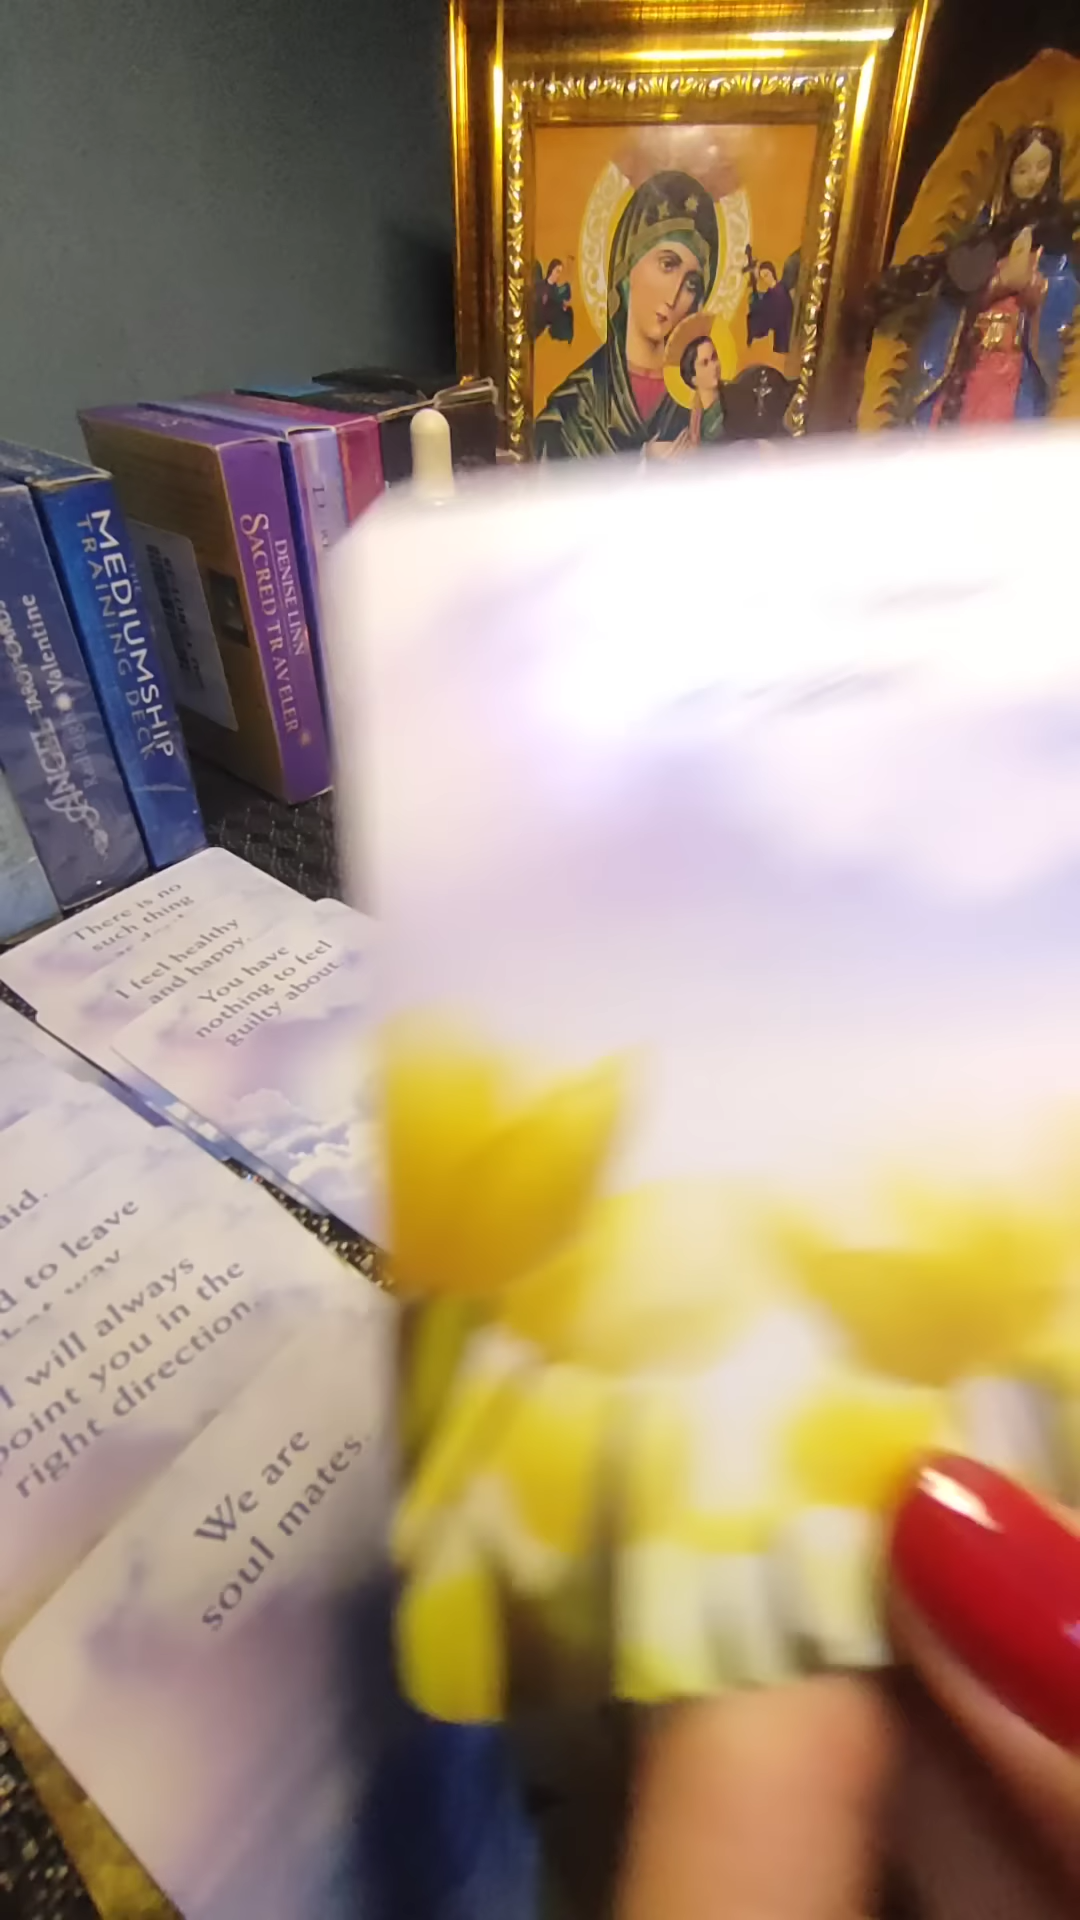 ANGEL TAROT CARDS
Radleigh Valentine
THE
MEDIUMSHIP
TRAINING DECK
DENISE LINN
SACRED TRAVELER
There is no
such thing
I feel healthy
and happy.
You have
nothing to feel
guilty about
to leave
way
I will always
point you in the
right direction.
We are
soul mates.